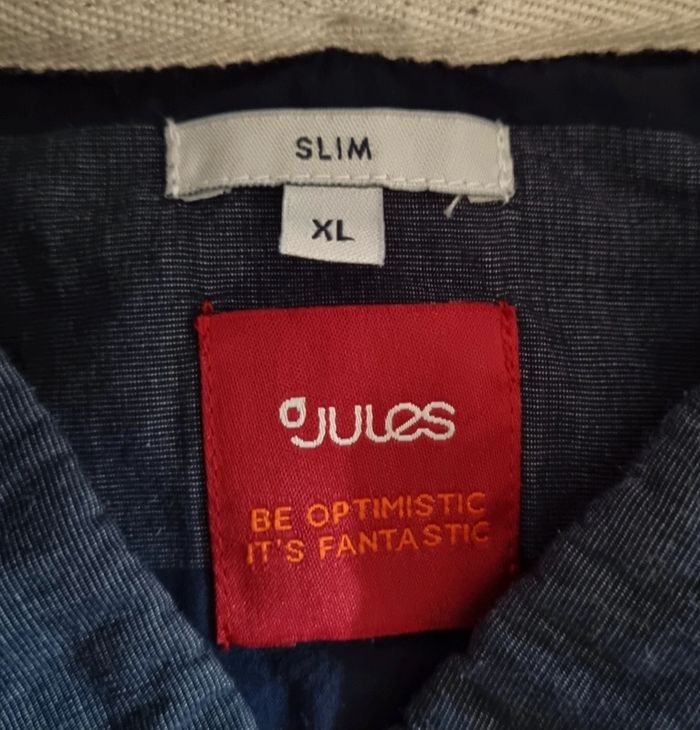 SLIM
XL
JULES
BE OPTIMISTIC
IT'S FANTASTIC